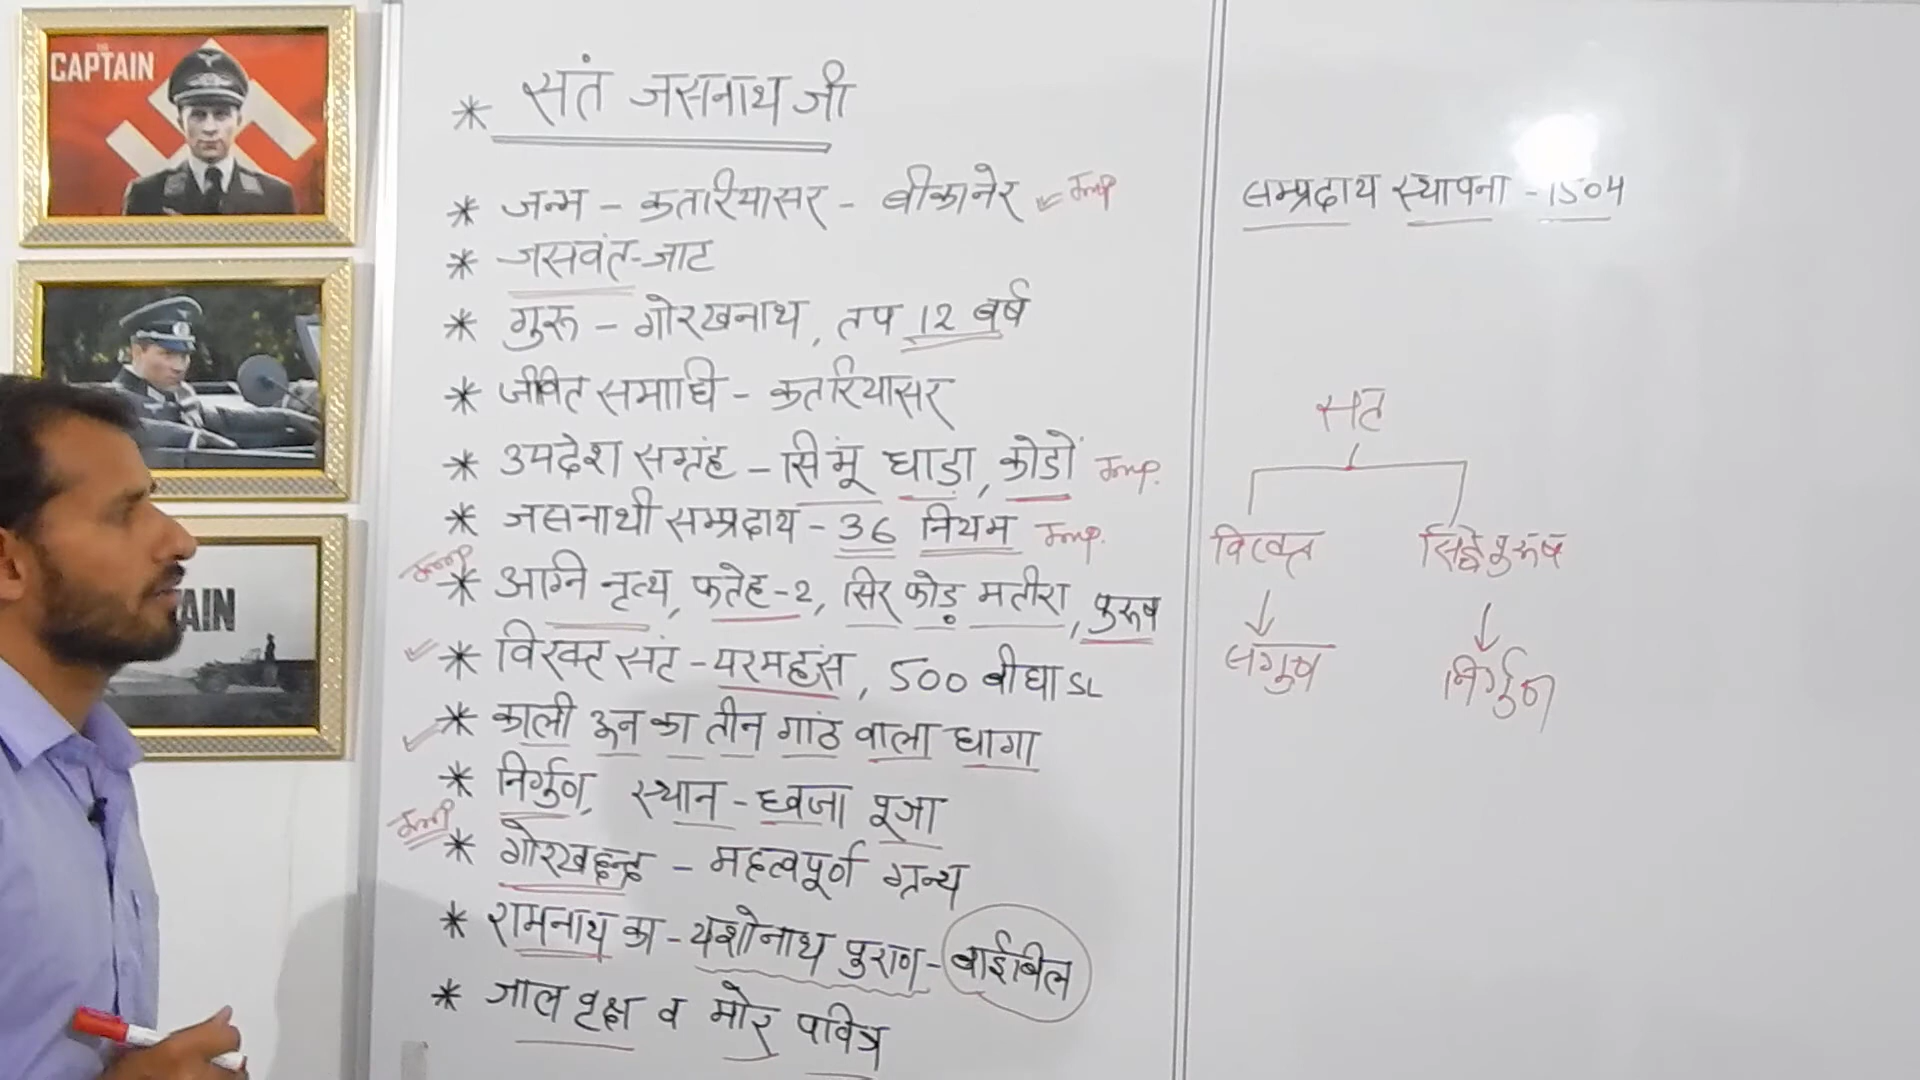 THE CAPTAIN
AIN
* सतं जसनाथ जी
* जन्म - कतरियासर - बीकानेर Imp
* जसवंत-जाट
* गुरू - गोरखनाथ, तप 12 वर्ष
* जीवित समाधि - कतरियासर
* उपदेश सग्रंह - सिंमू धाडा़, कोडों Imp.
* जसनाथी सम्प्रदाय - 36 नियम Imp.
Imp * अग्नि नृत्य, फतेह-2, सिर फोड़ मतीरा, पुरूष
* विरक्त संट - परमहंस, 500 बीघा SL
* काली ऊन का तीन गांठ वाला धागा
* निर्गुण, स्थान - ध्वजा पूजा
Imp * गोरखछन्द - महत्वपूर्ण ग्रन्थ
* रामनाथ का - यशोनाथ पुराण - बाईबिल
* जाल वृक्ष व मोर पवित्र
सम्प्रदाय स्थापना - 1504
संत
विरक्त सिद्ध पुरूष
↓ ↓
सगुण निर्गुण